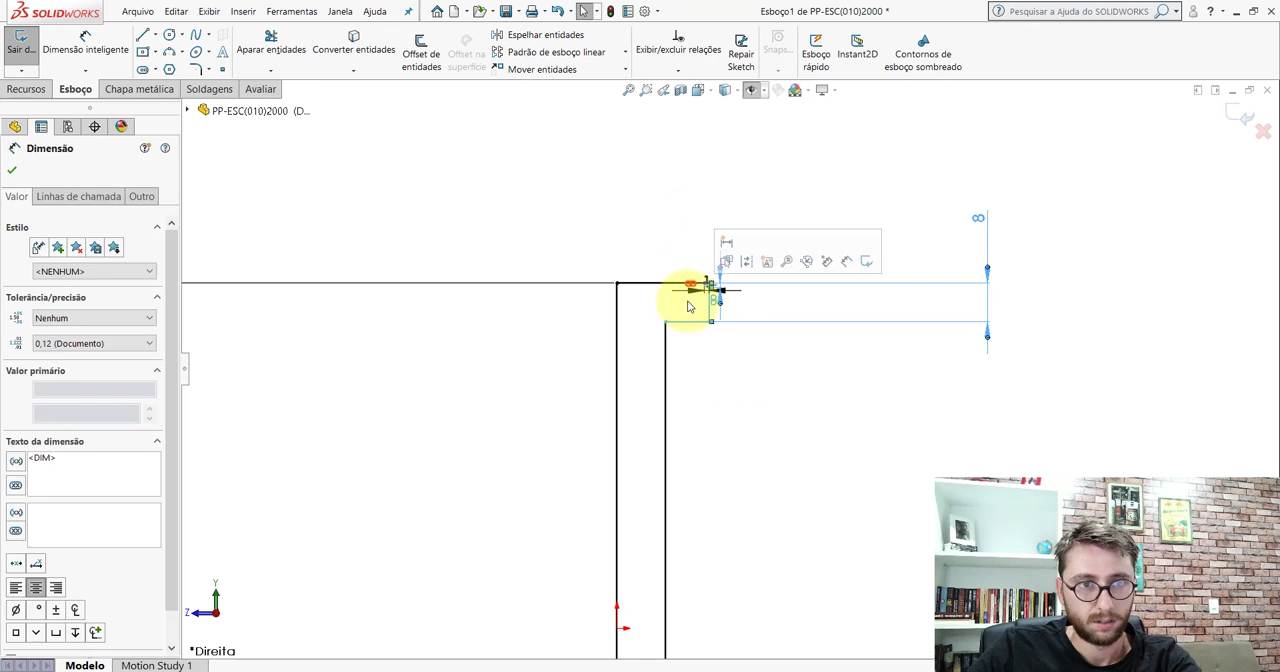 SOLIDWORKS
Arquivo Editar Exibir Inserir Ferramentas Janela Ajuda
Esboço1 de PP-ESC(010)2000 *
Pesquisar a Ajuda do SOLIDWORKS
Sair d...
Dimensão inteligente
Aparar entidades
Converter entidades
Offset de entidades
Offset na superfície
Espelhar entidades
Padrão de esboço linear
Mover entidades
Exibir/excluir relações
Repair Sketch
Snaps...
Esboço rápido
Instant2D
Contornos de esboço sombreado
Recursos Esboço Chapa metálica Soldagens Avaliar
PP-ESC(010)2000 (D...
Dimensão
Valor Linhas de chamada Outro
Estilo
<NENHUM>
Tolerância/precisão
Nenhum
0,12 (Documento)
Valor primário
Texto da dimensão
<DIM>
8
1
8
Y
Z
*Direita
Modelo Motion Study 1